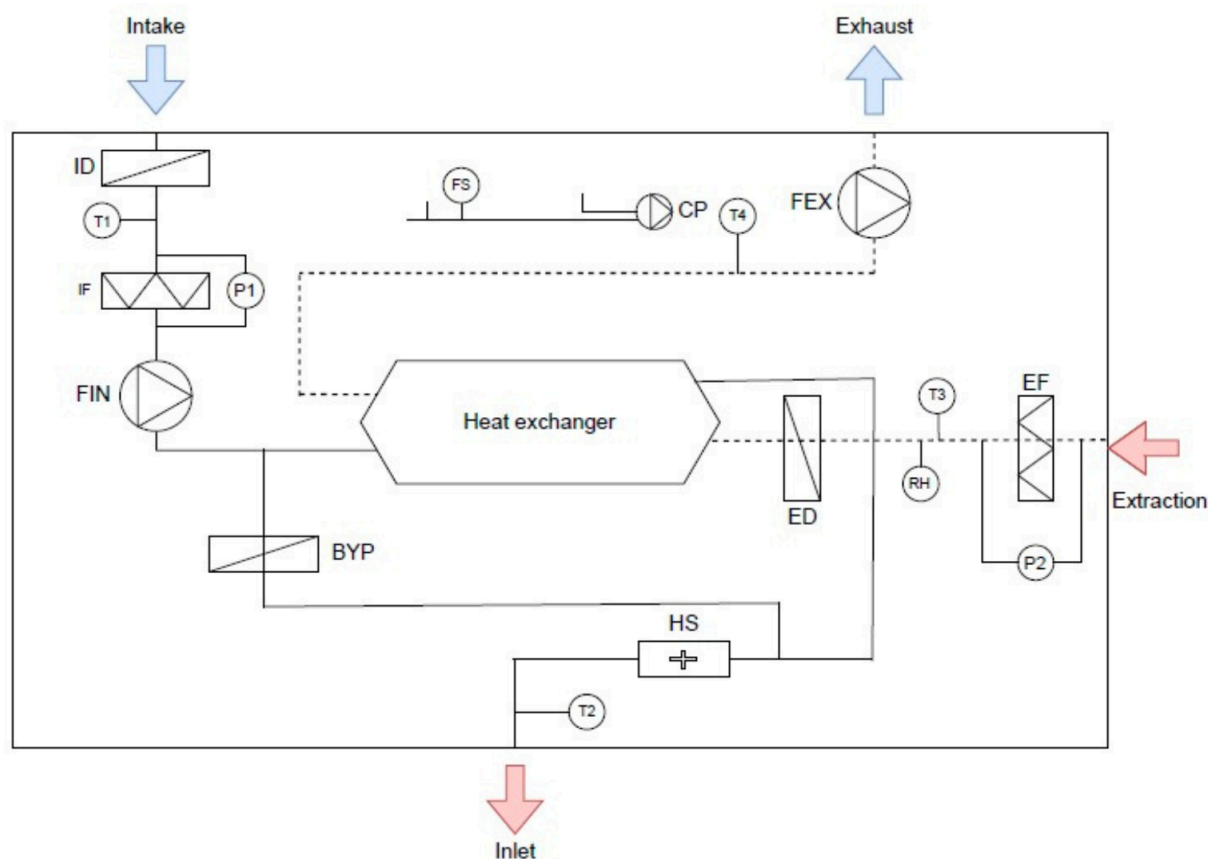 Intake
Exhaust
ID
FS
T1
CP
T4
FEX
IF
P1
FIN
Heat exchanger
T3
EF
RH
Extraction
ED
BYP
P2
HS
T2
Inlet